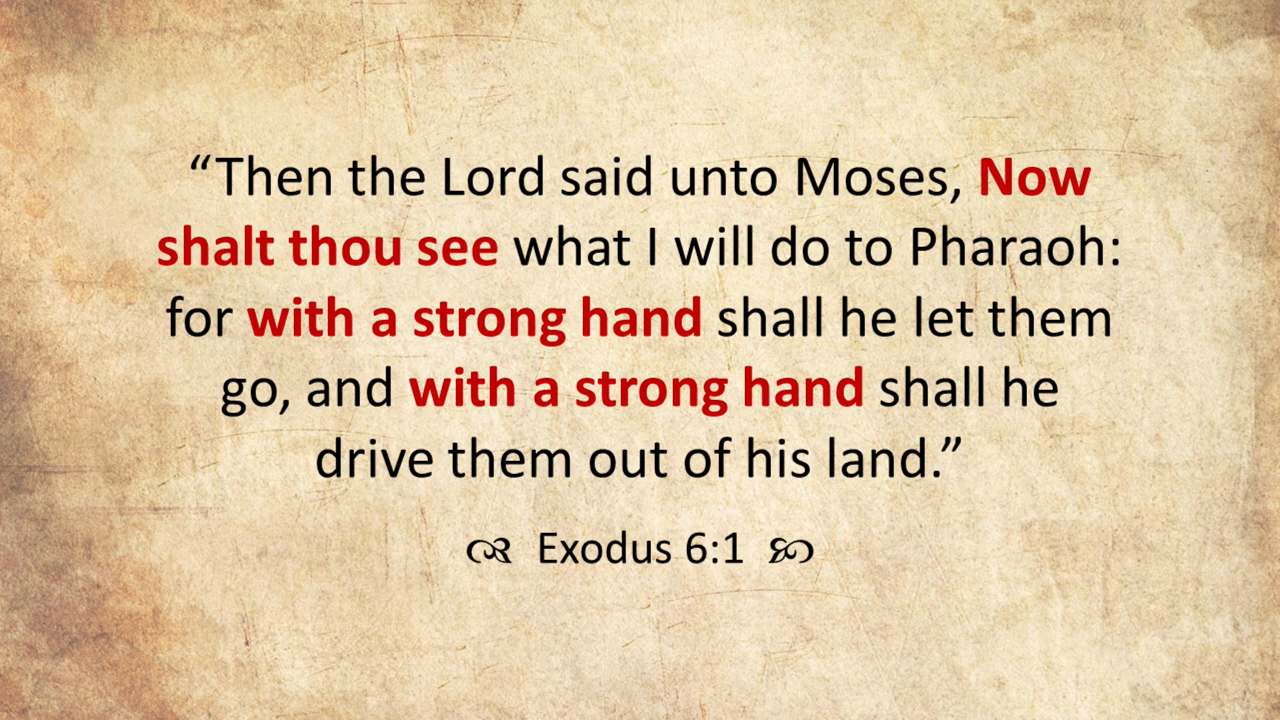 “Then the Lord said unto Moses, Now
shalt thou see what I will do to Pharaoh:
for with a strong hand shall he let them
go, and with a strong hand shall he
drive them out of his land.”
Exodus 6:1